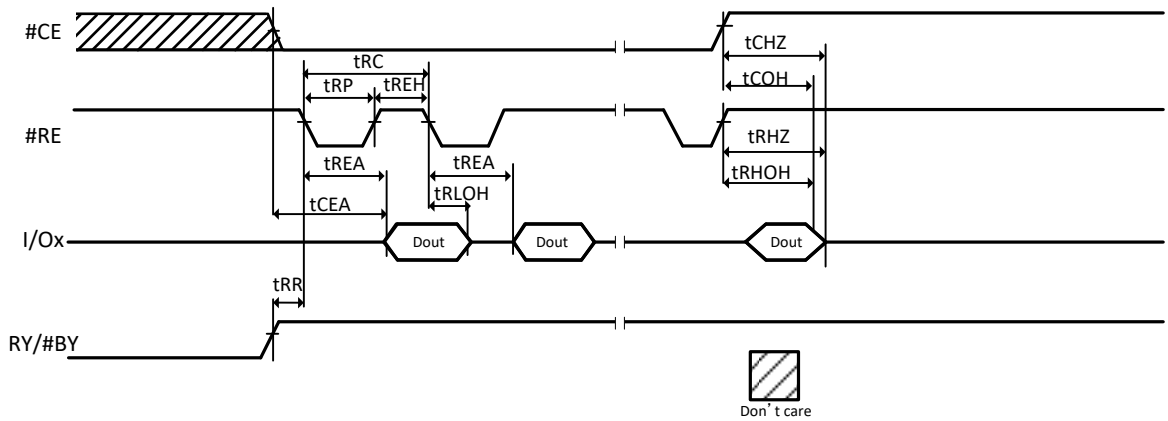 #CE
tCHZ
tRC
tCOH
tRP
tREH
#RE
tRHZ
tREA
tREA
tRHOH
tRLOH
tCEA
I/Ox
Dout
Dout
Dout
tRR
RY/#BY
Don't care